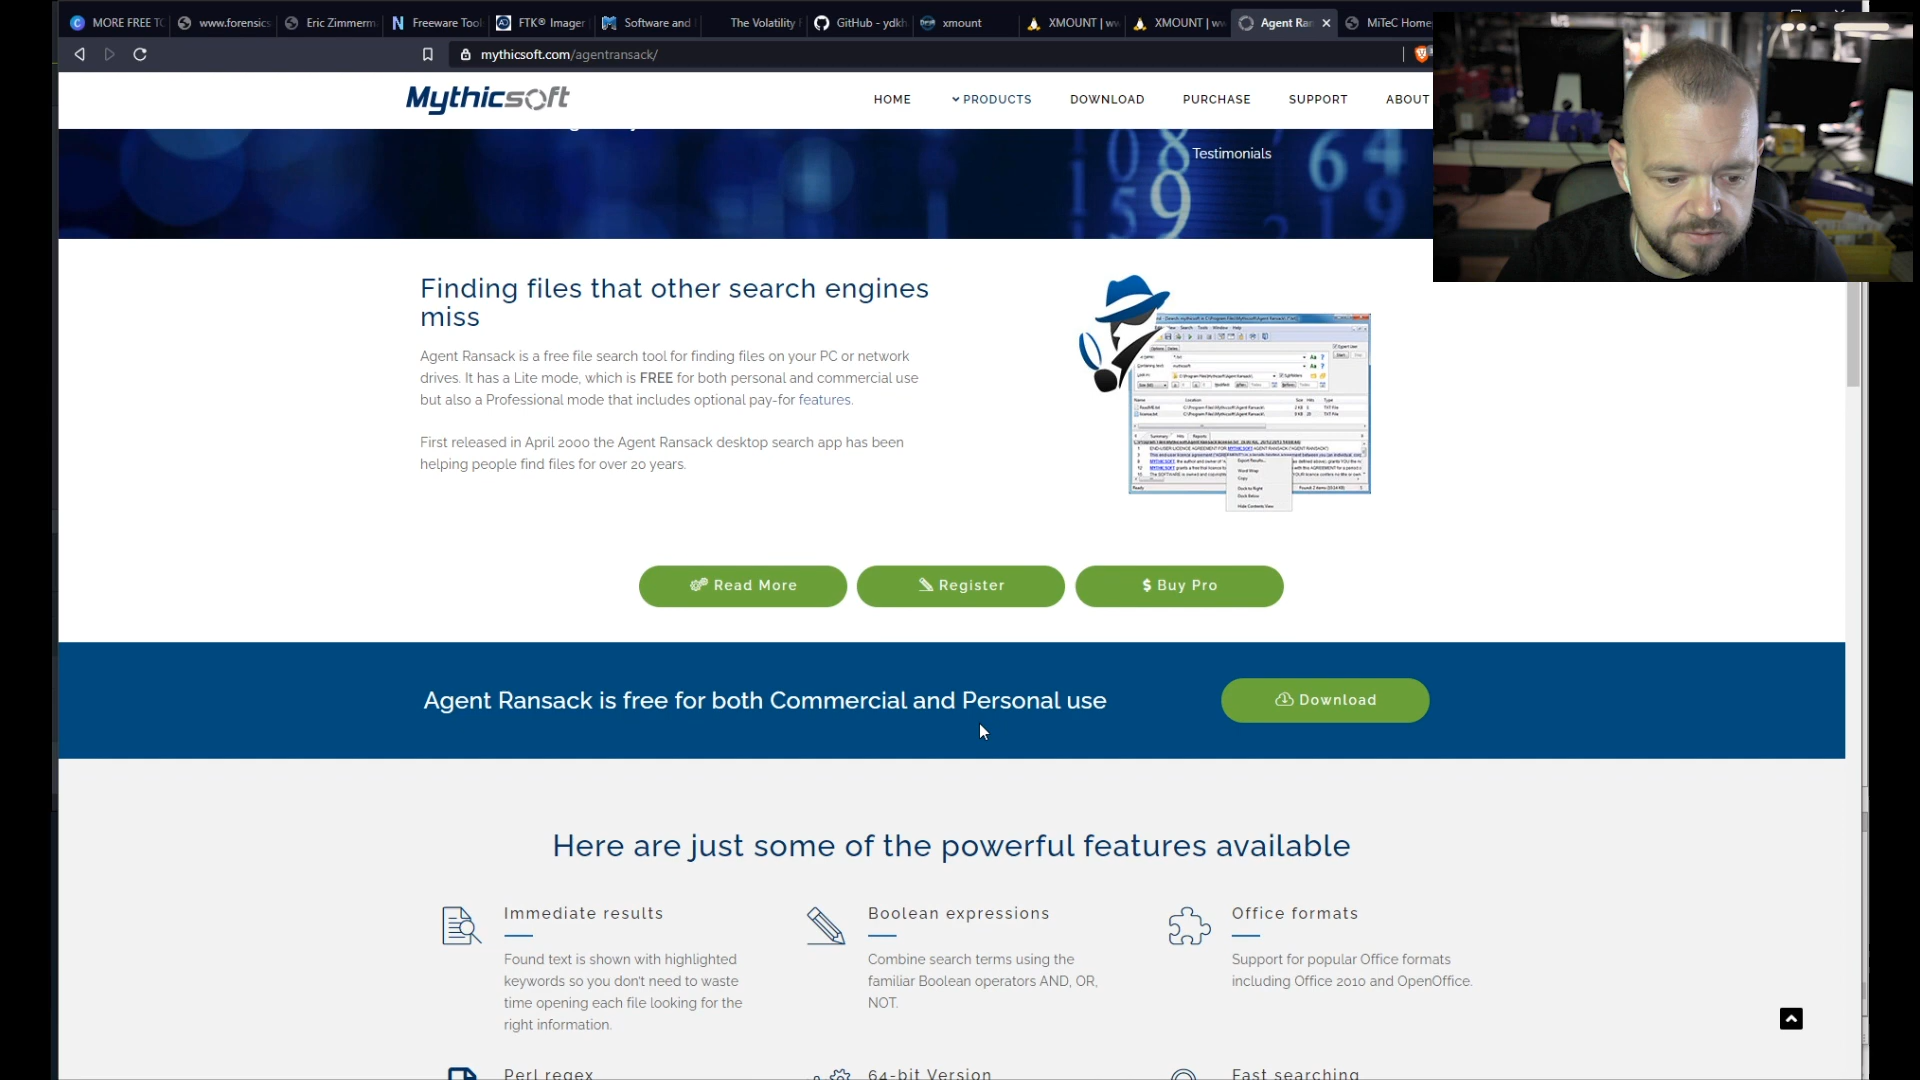 MORE FREE TO
www.forensics
Eric Zimmerm
Freeware Tool
FTK® Imager
Software and
The Volatility F
GitHub - ydkh
xmount
XMOUNT | ww
XMOUNT | ww
Agent Ran
MiTeC Home
mythicsoft.com/agentransack/
Mythicsoft
HOME
PRODUCTS
DOWNLOAD
PURCHASE
SUPPORT
ABOUT
Testimonials
Finding files that other search engines
miss
Agent Ransack is a free file search tool for finding files on your PC or network
drives. It has a Lite mode, which is FREE for both personal and commercial use
but also a Professional mode that includes optional pay-for features.
First released in April 2000 the Agent Ransack desktop search app has been
helping people find files for over 20 years.
Read More
Register
$ Buy Pro
Agent Ransack is free for both Commercial and Personal use
Download
Here are just some of the powerful features available
Immediate results
Found text is shown with highlighted
keywords so you don't need to waste
time opening each file looking for the
right information.
Boolean expressions
Combine search terms using the
familiar Boolean operators AND, OR,
NOT.
Office formats
Support for popular Office formats
including Office 2010 and OpenOffice.
Perl regex
64-bit Version
Fast searching